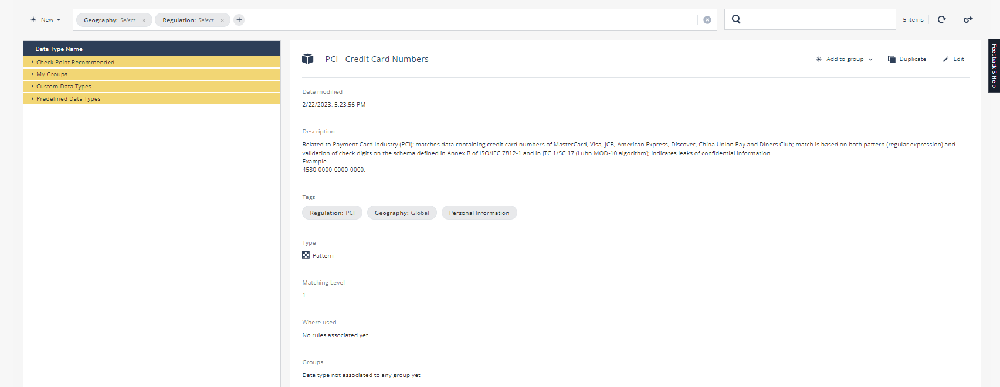 New
Geography: Select.. ×
Regulation: Select.. ×
5 items
Data Type Name
Check Point Recommended
My Groups
Custom Data Types
Predefined Data Types
PCI - Credit Card Numbers
Add to group
Duplicate
Edit
Feedback & Help
Date modified
2/22/2023, 5:23:56 PM
Description
Related to Payment Card Industry (PCI); matches data containing credit card numbers of MasterCard, Visa, JCB, American Express, Discover, China Union Pay and Diners Club; match is based on both pattern (regular expression) and
validation of check digits on the schema defined in Annex B of ISO/IEC 7812-1 and in JTC 1/SC 17 (Luhn MOD-10 algorithm); indicates leaks of confidential information.
Example
4580-0000-0000-0000.
Tags
Regulation: PCI
Geography: Global
Personal Information
Type
Pattern
Matching Level
1
Where used
No rules associated yet
Groups
Data type not associated to any group yet